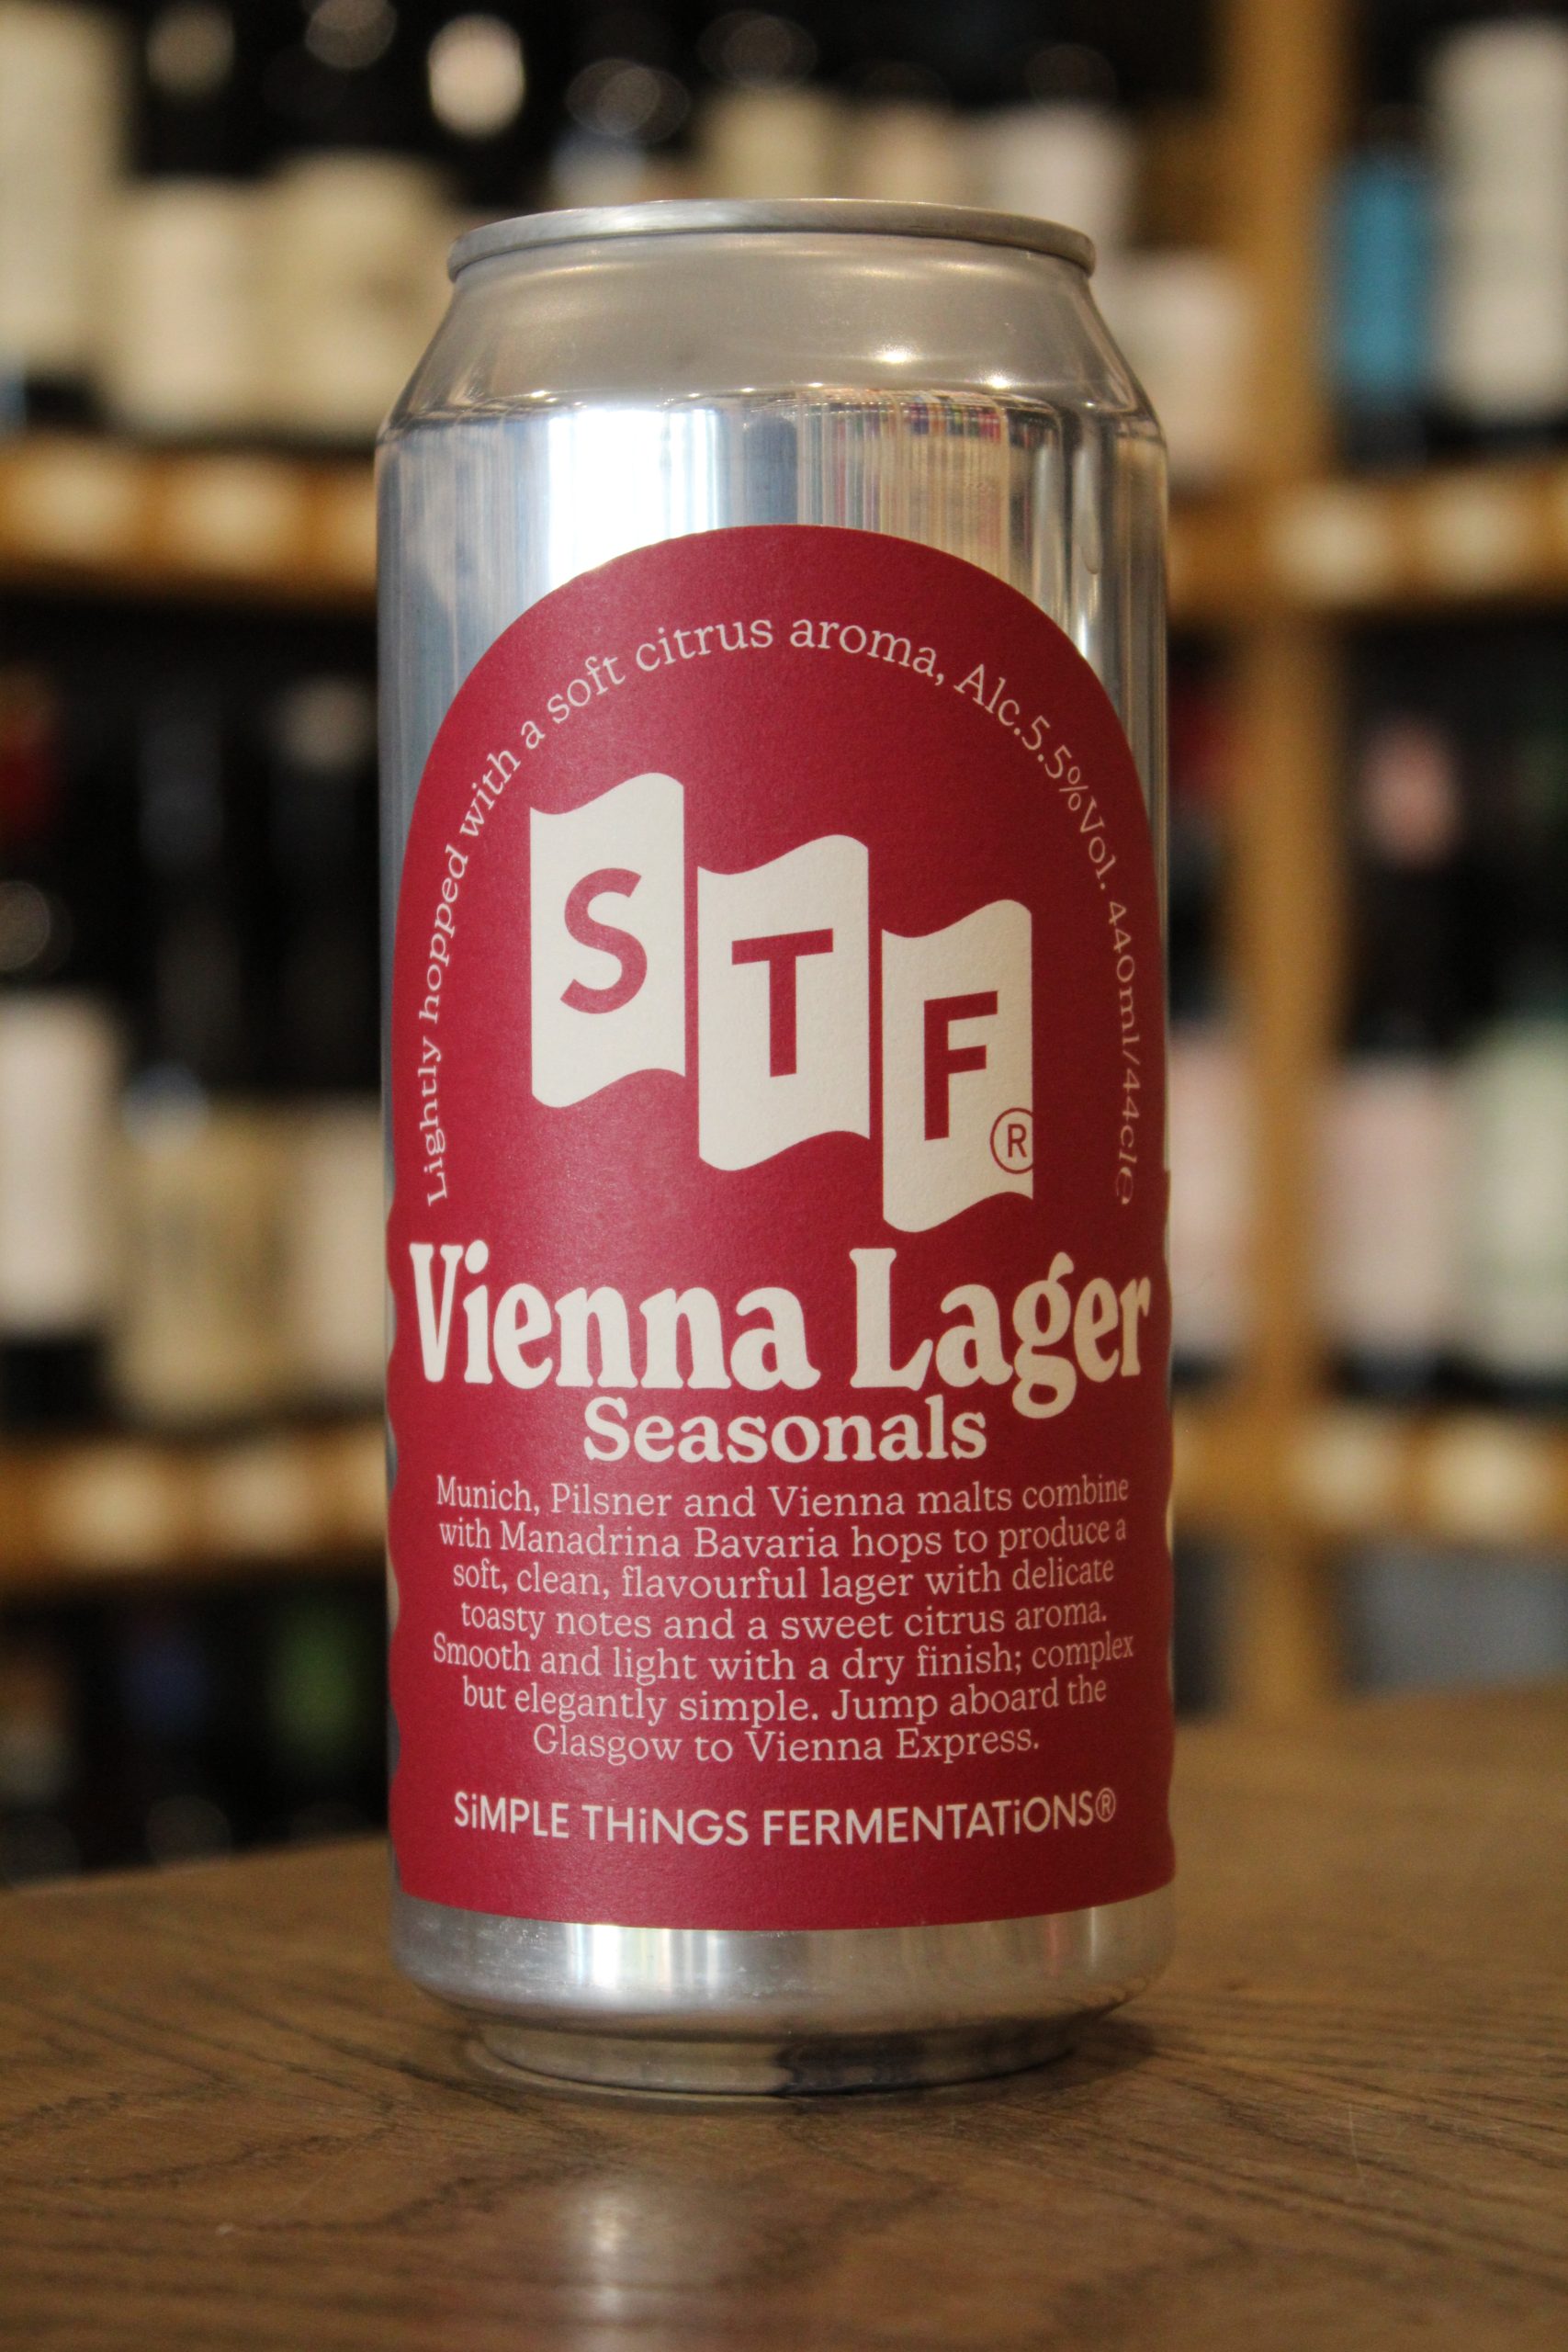 Lightly hopped with a soft citrus aroma, Alc.5.5%Vol. 440ml/44cl e
S T F ®
Vienna Lager
Seasonals
Munich, Pilsner and Vienna malts combine
with Manadrina Bavaria hops to produce a
soft, clean, flavourful lager with delicate
toasty notes and a sweet citrus aroma.
Smooth and light with a dry finish; complex
but elegantly simple. Jump aboard the
Glasgow to Vienna Express.
SiMPLE THiNGS FERMENTATiONS®